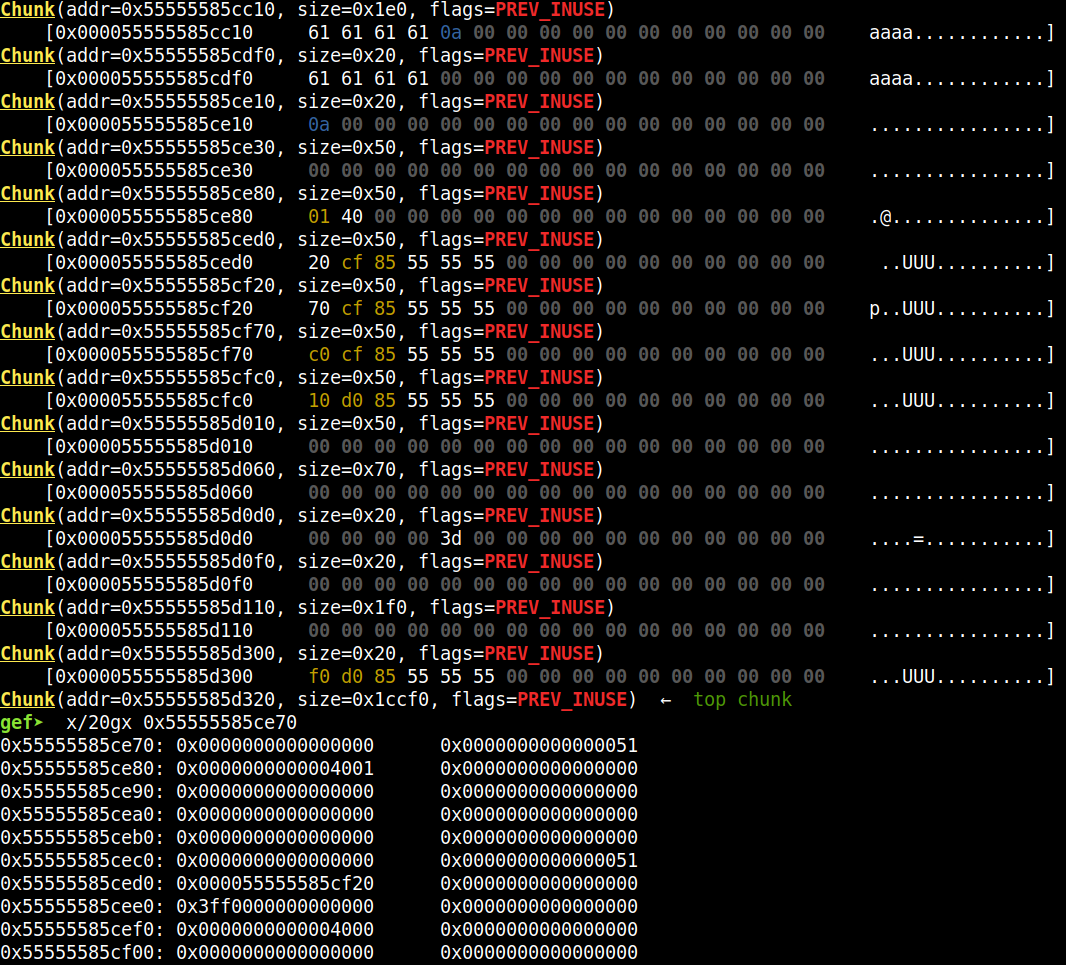 Chunk(addr=0x55555585cc10, size=0x1e0, flags=PREV_INUSE)
    [0x000055555585cc10     61 61 61 61 0a 00 00 00 00 00 00 00 00 00 00 00    aaaa............]
Chunk(addr=0x55555585cdf0, size=0x20, flags=PREV_INUSE)
    [0x000055555585cdf0     61 61 61 61 00 00 00 00 00 00 00 00 00 00 00 00    aaaa............]
Chunk(addr=0x55555585ce10, size=0x20, flags=PREV_INUSE)
    [0x000055555585ce10     0a 00 00 00 00 00 00 00 00 00 00 00 00 00 00 00    ................]
Chunk(addr=0x55555585ce30, size=0x50, flags=PREV_INUSE)
    [0x000055555585ce30     00 00 00 00 00 00 00 00 00 00 00 00 00 00 00 00    ................]
Chunk(addr=0x55555585ce80, size=0x50, flags=PREV_INUSE)
    [0x000055555585ce80     01 40 00 00 00 00 00 00 00 00 00 00 00 00 00 00    .@..............]
Chunk(addr=0x55555585ced0, size=0x50, flags=PREV_INUSE)
    [0x000055555585ced0     20 cf 85 55 55 55 00 00 00 00 00 00 00 00 00 00     ..UUU..........]
Chunk(addr=0x55555585cf20, size=0x50, flags=PREV_INUSE)
    [0x000055555585cf20     70 cf 85 55 55 55 00 00 00 00 00 00 00 00 00 00    p..UUU..........]
Chunk(addr=0x55555585cf70, size=0x50, flags=PREV_INUSE)
    [0x000055555585cf70     c0 cf 85 55 55 55 00 00 00 00 00 00 00 00 00 00    ...UUU..........]
Chunk(addr=0x55555585cfc0, size=0x50, flags=PREV_INUSE)
    [0x000055555585cfc0     10 d0 85 55 55 55 00 00 00 00 00 00 00 00 00 00    ...UUU..........]
Chunk(addr=0x55555585d010, size=0x50, flags=PREV_INUSE)
    [0x000055555585d010     00 00 00 00 00 00 00 00 00 00 00 00 00 00 00 00    ................]
Chunk(addr=0x55555585d060, size=0x70, flags=PREV_INUSE)
    [0x000055555585d060     00 00 00 00 00 00 00 00 00 00 00 00 00 00 00 00    ................]
Chunk(addr=0x55555585d0d0, size=0x20, flags=PREV_INUSE)
    [0x000055555585d0d0     00 00 00 00 3d 00 00 00 00 00 00 00 00 00 00 00    ....=...........]
Chunk(addr=0x55555585d0f0, size=0x20, flags=PREV_INUSE)
    [0x000055555585d0f0     00 00 00 00 00 00 00 00 00 00 00 00 00 00 00 00    ................]
Chunk(addr=0x55555585d110, size=0x1f0, flags=PREV_INUSE)
    [0x000055555585d110     00 00 00 00 00 00 00 00 00 00 00 00 00 00 00 00    ................]
Chunk(addr=0x55555585d300, size=0x20, flags=PREV_INUSE)
    [0x000055555585d300     f0 d0 85 55 55 55 00 00 00 00 00 00 00 00 00 00    ...UUU..........]
Chunk(addr=0x55555585d320, size=0x1ccf0, flags=PREV_INUSE)  ←  top chunk
gef➤  x/20gx 0x55555585ce70
0x55555585ce70: 0x0000000000000000      0x0000000000000051
0x55555585ce80: 0x0000000000004001      0x0000000000000000
0x55555585ce90: 0x0000000000000000      0x0000000000000000
0x55555585cea0: 0x0000000000000000      0x0000000000000000
0x55555585ceb0: 0x0000000000000000      0x0000000000000000
0x55555585cec0: 0x0000000000000000      0x0000000000000051
0x55555585ced0: 0x000055555585cf20      0x0000000000000000
0x55555585cee0: 0x3ff0000000000000      0x0000000000000000
0x55555585cef0: 0x0000000000004000      0x0000000000000000
0x55555585cf00: 0x0000000000000000      0x0000000000000000